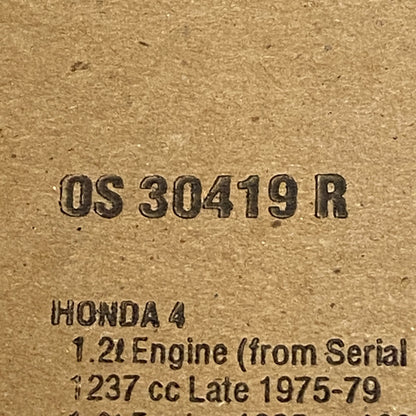 OS 30419 R
HONDA 4
1.2ℓ Engine (from Serial
1237 cc Late 1975-79